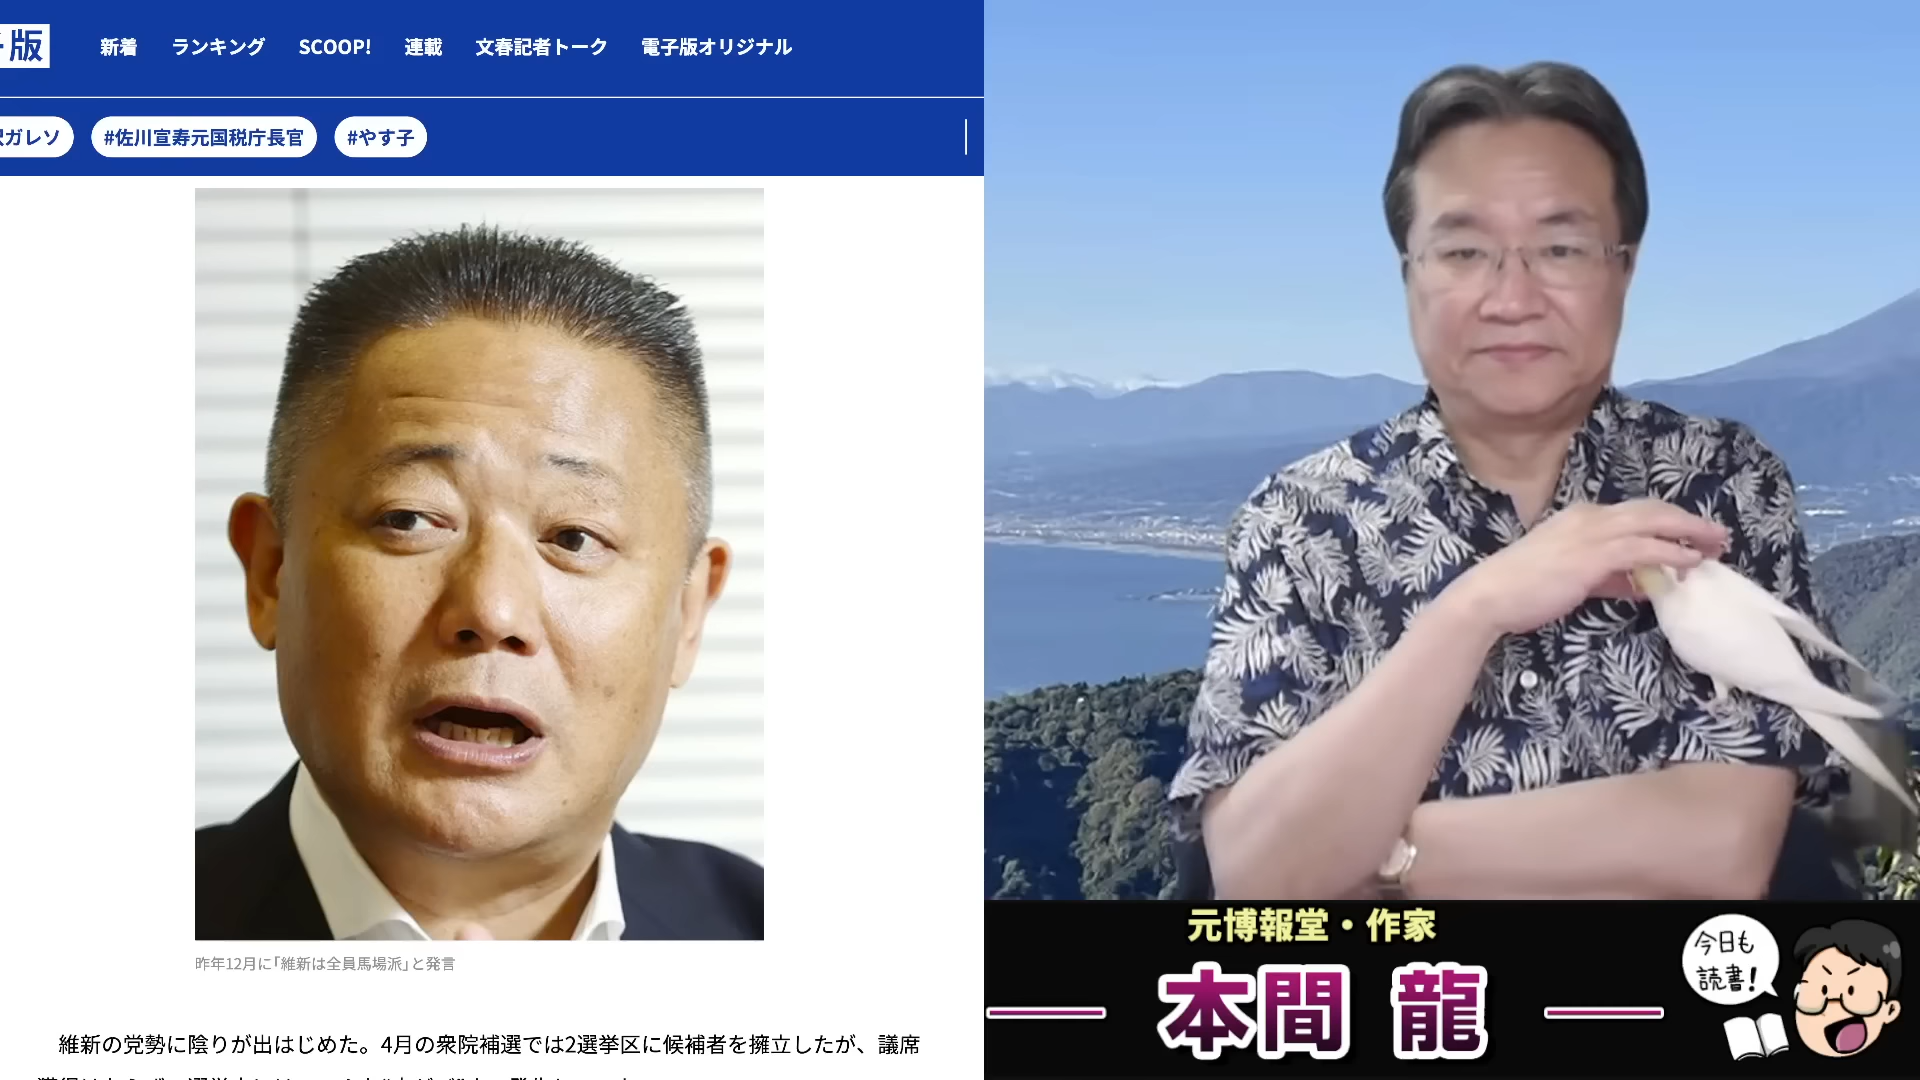 版
新着 ランキング SCOOP! 連載 文春記者トーク 電子版オリジナル
ガレソ #佐川宣寿元国税庁長官 #やす子
昨年12月に「維新は全員馬場派」と発言
維新の党勢に陰りが出はじめた。4月の衆院補選では2選挙区に候補者を擁立したが、議席
元博報堂・作家
本間 龍
今日も
読書!